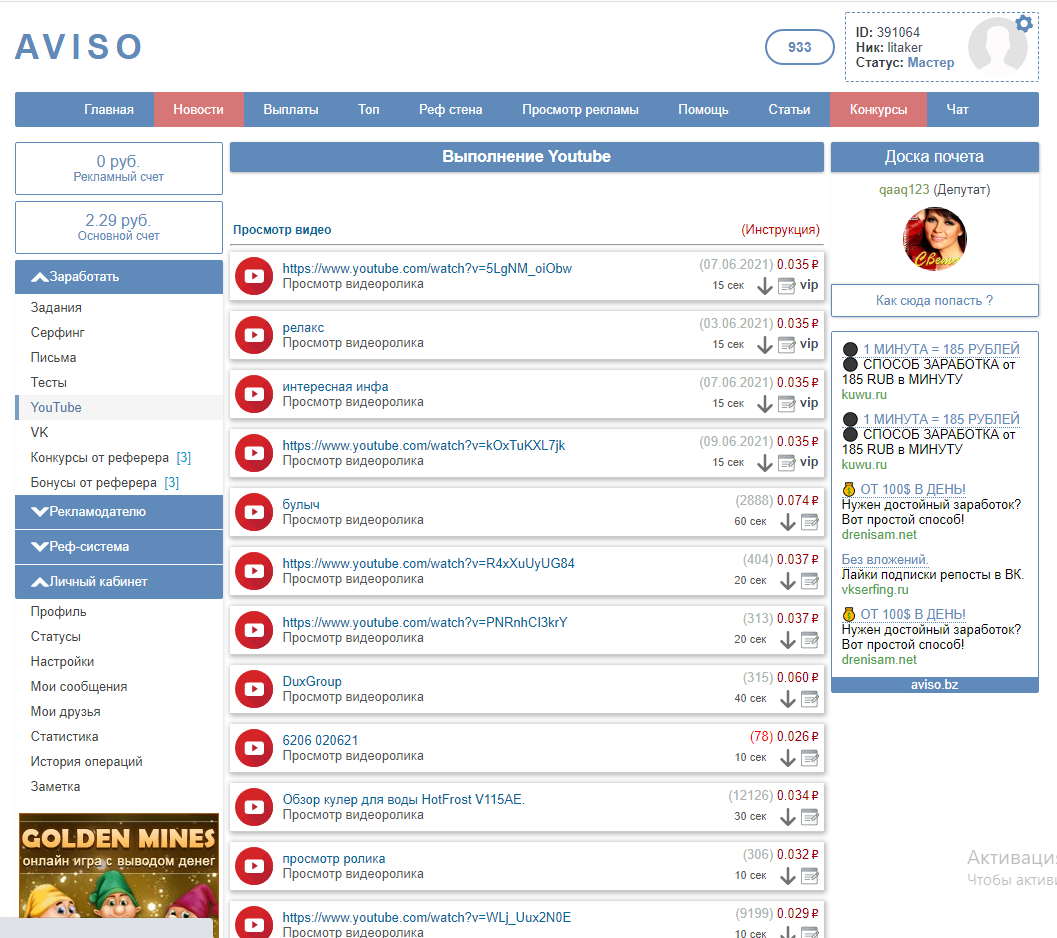 AVISO
933
ID: 391064
Ник: litaker
Статус: Мастер
Главная Новости Выплаты Топ Реф стена Просмотр рекламы Помощь Статьи Конкурсы Чат
0 руб.
Рекламный счет
2.29 руб.
Основной счет
Заработать
Задания
Серфинг
Письма
Тесты
YouTube
VK
Конкурсы от реферера [3]
Бонусы от реферера [3]
Рекламодателю
Реф-система
Личный кабинет
Профиль
Статусы
Настройки
Мои сообщения
Мои друзья
Статистика
История операций
Заметка
GOLDEN MINES
онлайн игра с выводом денег
Выполнение Youtube
Просмотр видео (Инструкция)
https://www.youtube.com/watch?v=5LgNM_oiObw (07.06.2021) 0.035 ₽
Просмотр видеоролика 15 сек vip
релакс (03.06.2021) 0.035 ₽
Просмотр видеоролика 15 сек vip
интересная инфа (07.06.2021) 0.035 ₽
Просмотр видеоролика 15 сек vip
https://www.youtube.com/watch?v=kOxTuKXL7jk (09.06.2021) 0.035 ₽
Просмотр видеоролика 15 сек vip
булыч (2888) 0.074 ₽
Просмотр видеоролика 60 сек
https://www.youtube.com/watch?v=R4xXuUyUG84 (404) 0.037 ₽
Просмотр видеоролика 20 сек
https://www.youtube.com/watch?v=PNRnhCI3krY (313) 0.037 ₽
Просмотр видеоролика 20 сек
DuxGroup (315) 0.060 ₽
Просмотр видеоролика 40 сек
6206 020621 (78) 0.026 ₽
Просмотр видеоролика 10 сек
Обзор кулер для воды HotFrost V115AE. (12126) 0.034 ₽
Просмотр видеоролика 30 сек
просмотр ролика (306) 0.032 ₽
Просмотр видеоролика 10 сек
https://www.youtube.com/watch?v=WLj_Uux2N0E (9199) 0.029 ₽
Просмотр видеоролика 10 сек
Доска почета
qaaq123 (Депутат)
Света
Как сюда попасть ?
1 МИНУТА = 185 РУБЛЕЙ
СПОСОБ ЗАРАБОТКА от
185 RUB в МИНУТУ
kuwu.ru
1 МИНУТА = 185 РУБЛЕЙ
СПОСОБ ЗАРАБОТКА от
185 RUB в МИНУТУ
kuwu.ru
ОТ 100$ В ДЕНЬ!
Нужен достойный заработок?
Вот простой способ!
drenisam.net
Без вложений.
Лайки подписки репосты в ВК.
vkserfing.ru
ОТ 100$ В ДЕНЬ!
Нужен достойный заработок?
Вот простой способ!
drenisam.net
aviso.bz
Активация
Чтобы активи